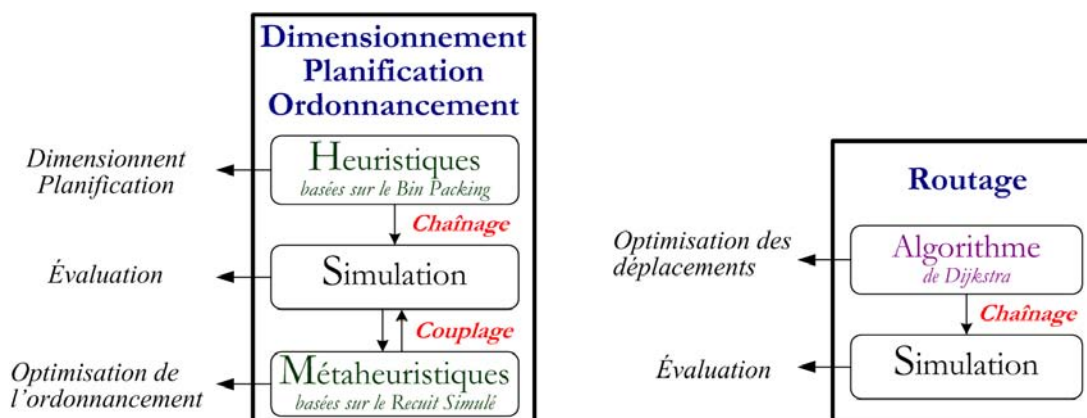 Dimensionnement
Planification
Ordonnancement
Dimensionnent
Planification
Heuristiques
basées sur le Bin Packing
Chaînage
Évaluation
Simulation
Couplage
Optimisation de
l'ordonnancement
Métaheuristiques
basées sur le Recuit Simulé
Routage
Optimisation des
déplacements
Algorithme
de Dijkstra
Chaînage
Évaluation
Simulation